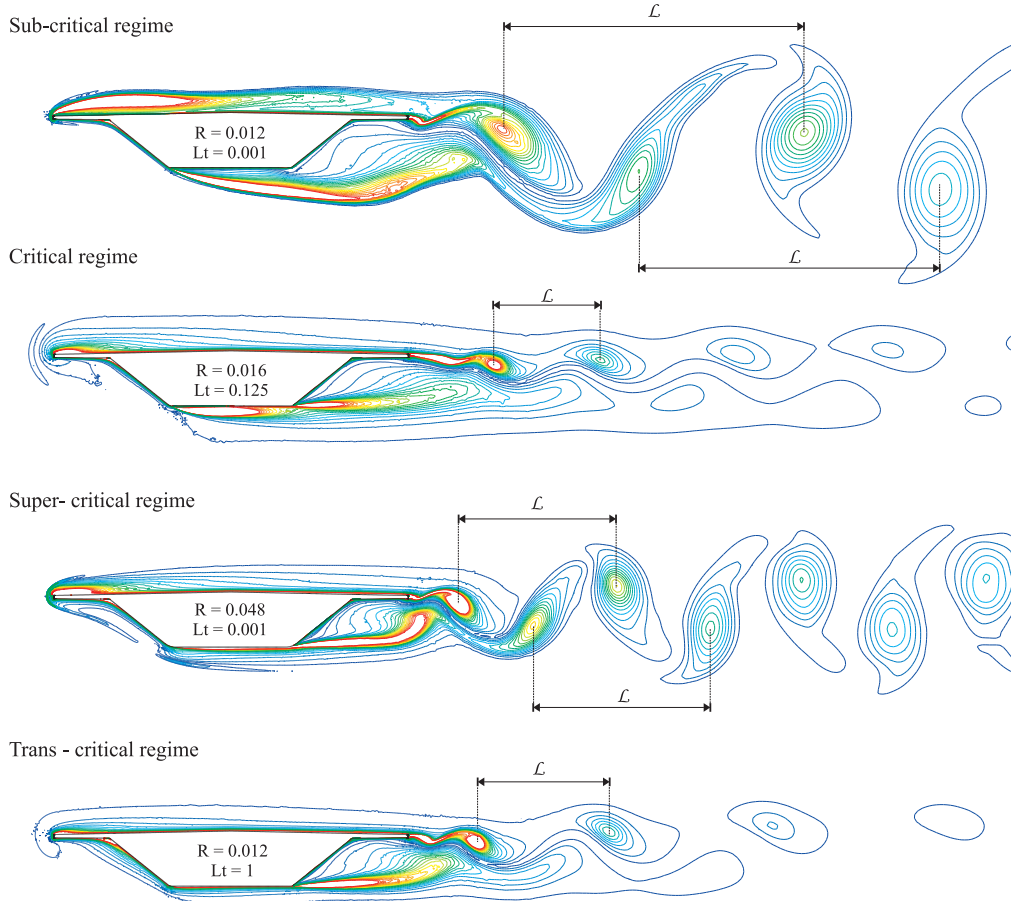 Sub-critical regime
ℒ
R = 0.012
Lt = 0.001
ℒ
Critical regime
ℒ
R = 0.016
Lt = 0.125
Super- critical regime
ℒ
R = 0.048
Lt = 0.001
ℒ
Trans - critical regime
ℒ
R = 0.012
Lt = 1